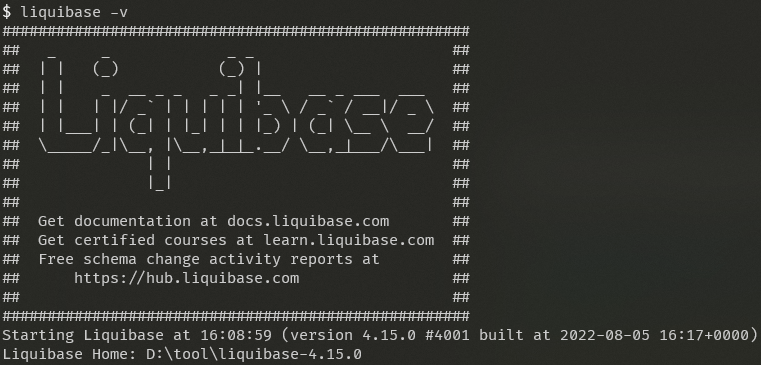 $ liquibase -v
####################################################
##   _     _             _ _                      ##
##  | |   (_)           (_) |                     ##
##  | |    _  __ _ _   _ _| |__   __ _ ___  ___   ##
##  | |   | |/ _` | | | | | '_ \ / _` / __|/ _ \  ##
##  | |___| | (_| | |_| | | |_) | (_| \__ \  __/  ##
##  \_____/_|\__, |\__,_|_|_.__/ \__,_|___/\___|  ##
##              | |                               ##
##              |_|                               ##
##                                                ##
##  Get documentation at docs.liquibase.com       ##
##  Get certified courses at learn.liquibase.com  ##
##  Free schema change activity reports at        ##
##      https://hub.liquibase.com                 ##
##                                                ##
####################################################
Starting Liquibase at 16:08:59 (version 4.15.0 #4001 built at 2022-08-05 16:17+0000)
Liquibase Home: D:\tool\liquibase-4.15.0